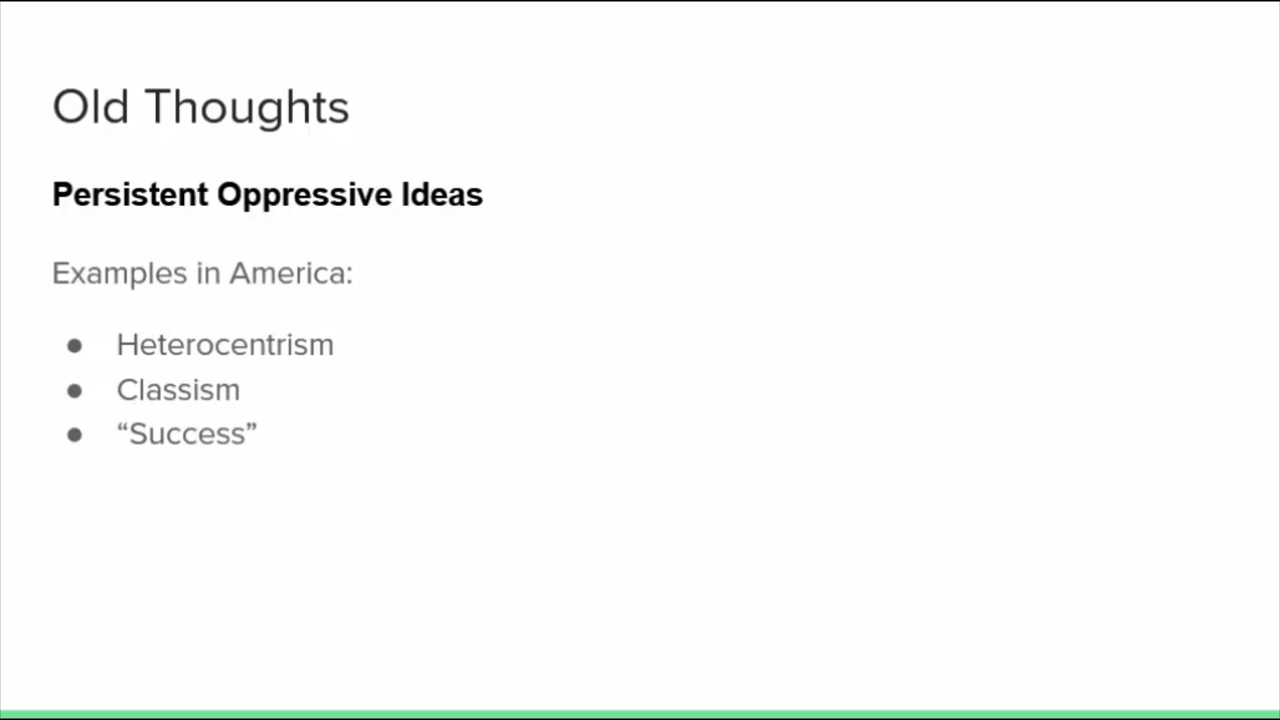 Old Thoughts
Persistent Oppressive Ideas
Examples in America:
● Heterocentrism
● Classism
● “Success”